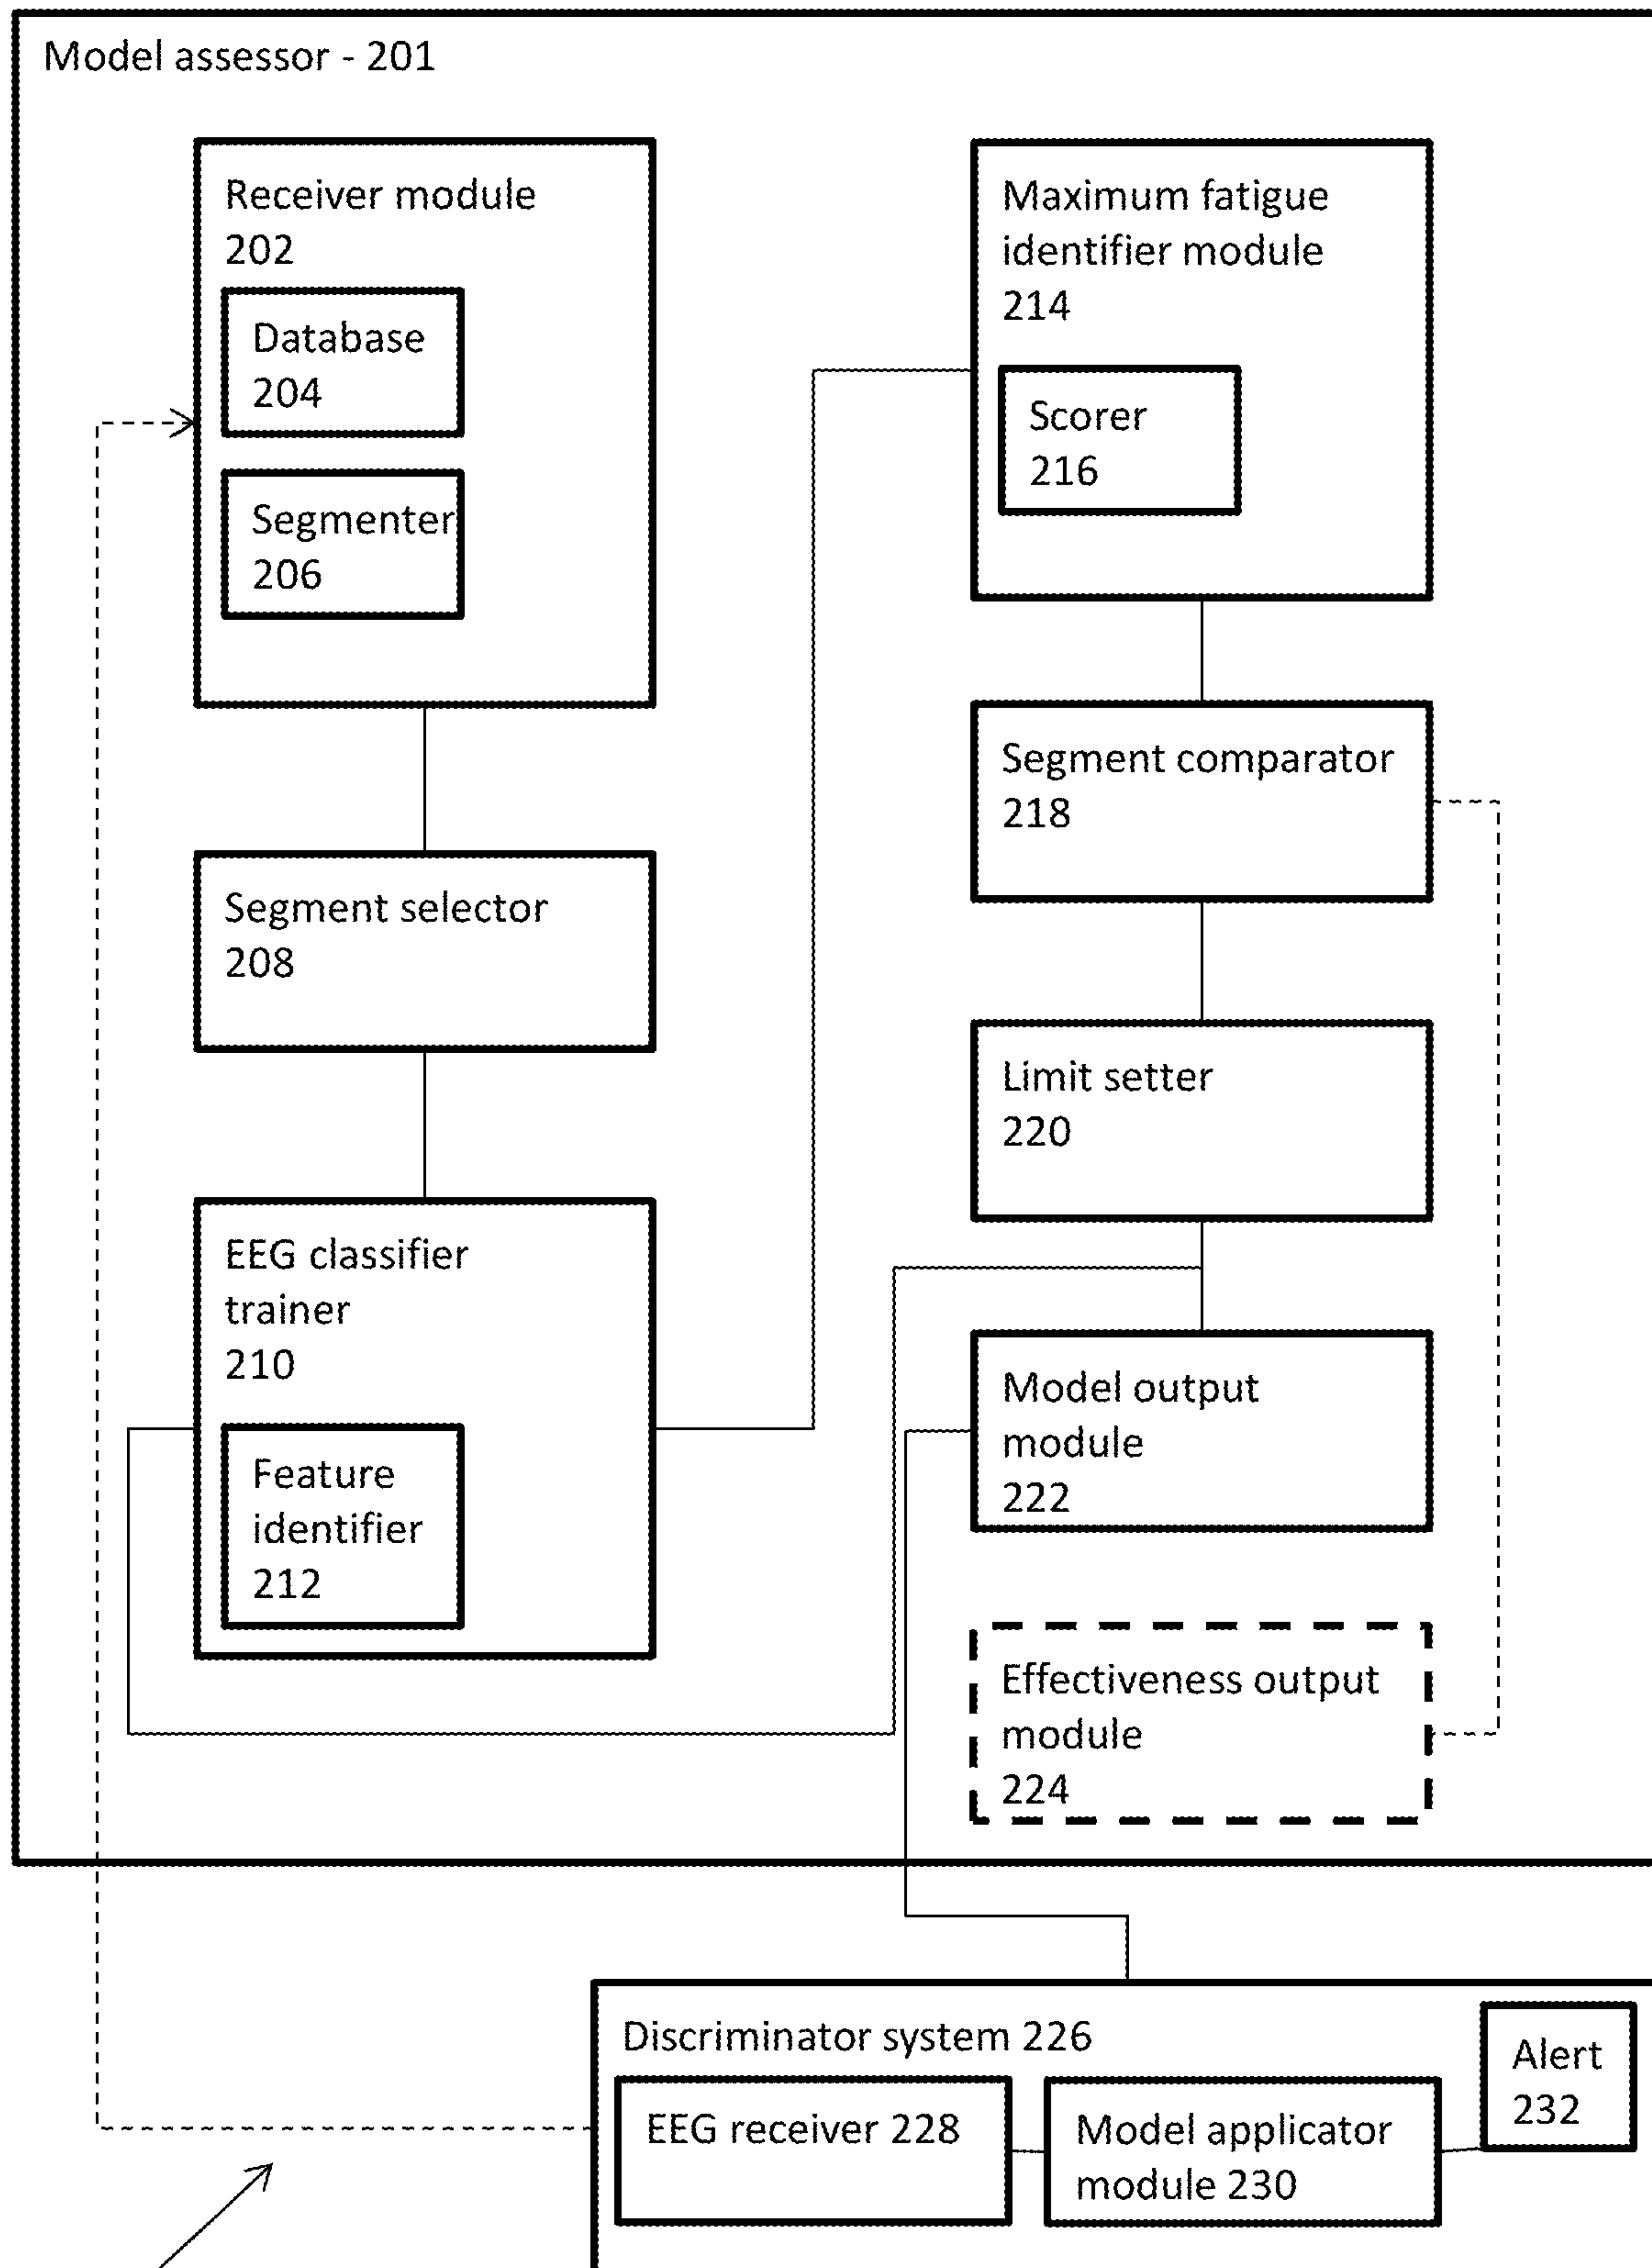 Model assessor - 201
Receiver module
202
Database
204
Segmenter
206
Segment selector
208
EEG classifier
trainer
210
Feature
identifier
212
Maximum fatigue
identifier module
214
Scorer
216
Segment comparator
218
Limit setter
220
Model output
module
222
Effectiveness output
module
224
Discriminator system 226
EEG receiver 228
Model applicator
module 230
Alert
232